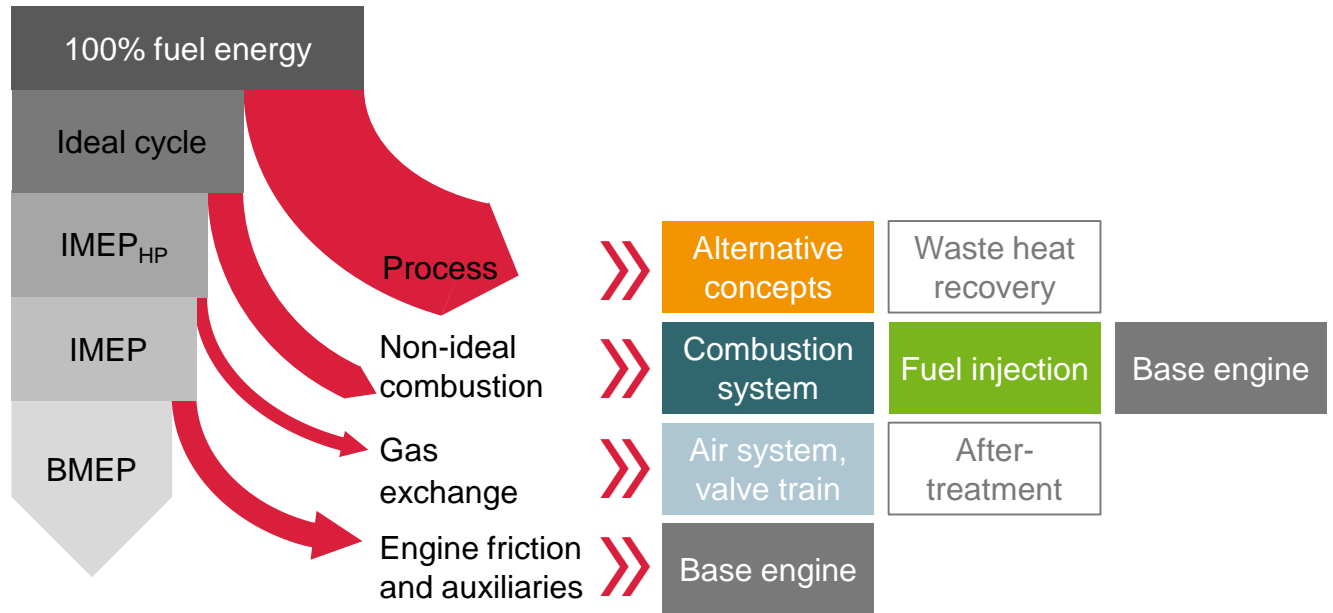 100% fuel energy
Ideal cycle
IMEPHP
IMEP
BMEP
Process
Alternative
concepts
Waste heat
recovery
Non-ideal
combustion
Combustion
system
Fuel injection
Base engine
Gas
exchange
Air system,
valve train
After-
treatment
Engine friction
and auxiliaries
Base engine